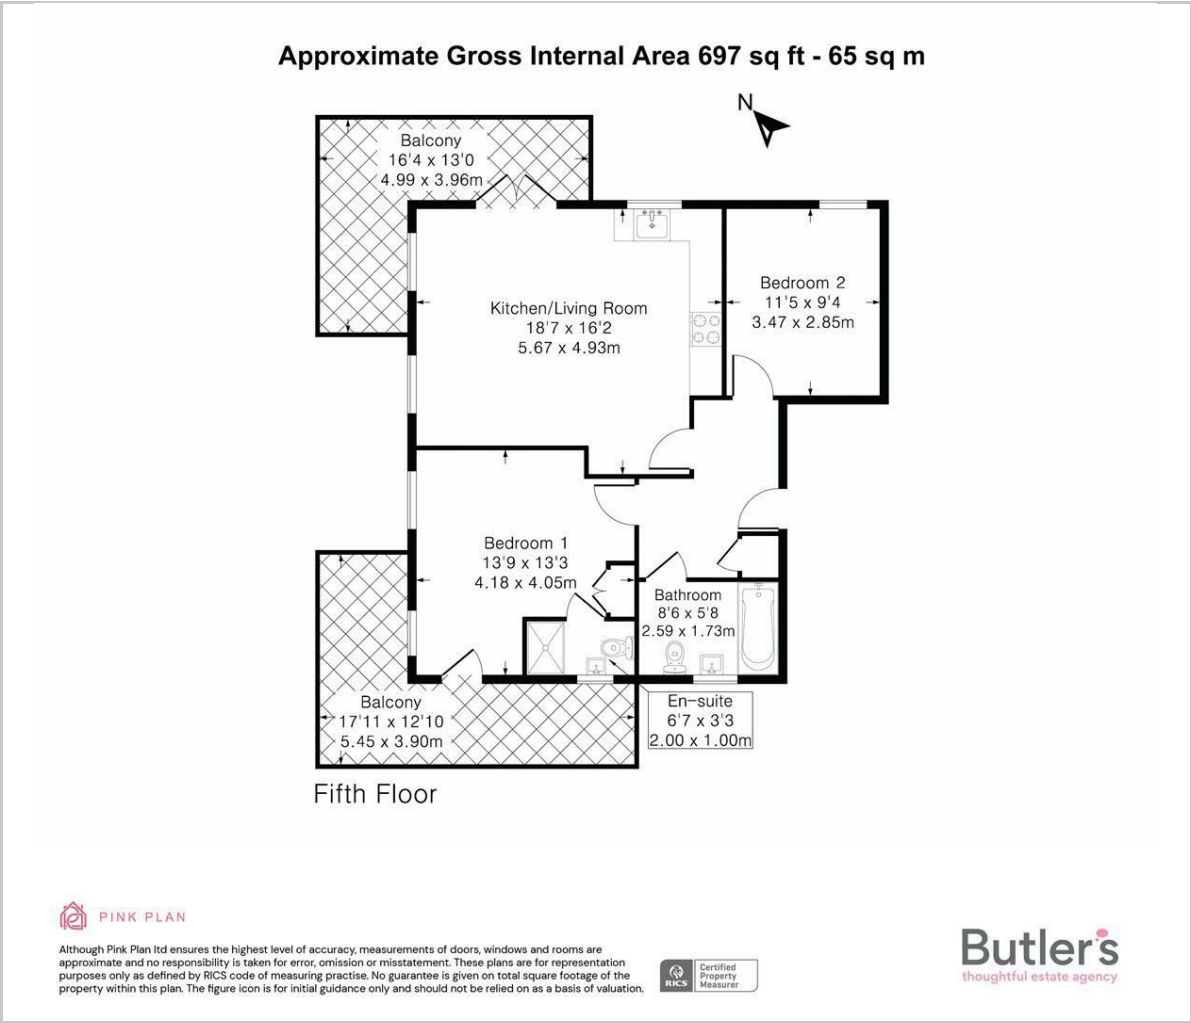 Approximate Gross Internal Area 697 sq ft - 65 sq m
N
Balcony
16'4 x 13'0
4.99 x 3.96m
Bedroom 2
11'5 x 9'4
3.47 x 2.85m
Kitchen/Living Room
18'7 x 16'2
5.67 x 4.93m
Bedroom 1
13'9 x 13'3
4.18 x 4.05m
Bathroom
8'6 x 5'8
2.59 x 1.73m
Balcony
17'11 x 12'10
5.45 x 3.90m
En-suite
6'7 x 3'3
2.00 x 1.00m
Fifth Floor
PINK PLAN
Although Pink Plan ltd ensures the highest level of accuracy, measurements of doors, windows and rooms are
approximate and no responsibility is taken for error, omission or misstatement. These plans are for representation
purposes only as defined by RICS code of measuring practise. No guarantee is given on total square footage of the
property within this plan. The figure icon is for initial guidance only and should not be relied on as a basis of valuation.
RICS
Certified
Property
Measurer
Butler's
thoughtful estate agency